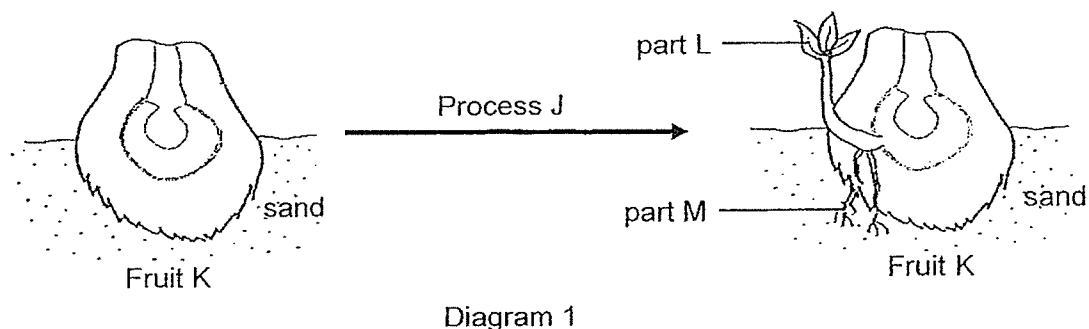 part L
Process J
part M
sand
sand
Fruit K
Fruit K
Diagram 1